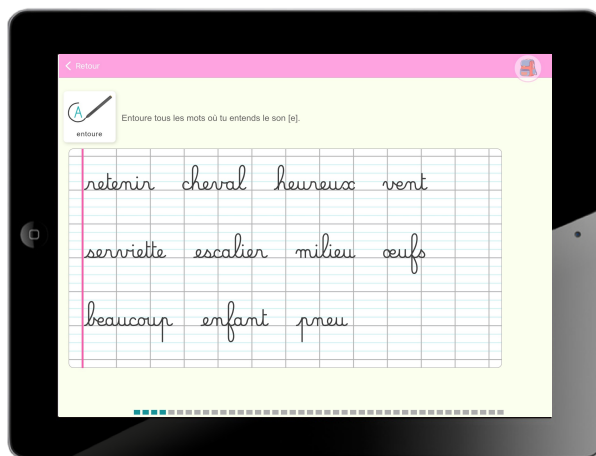 Retour
A
entoure
Entoure tous les mots où tu entends le son [e].
retenir cheval heureux vent
serviette escalier milieu œufs
beaucoup enfant pneu